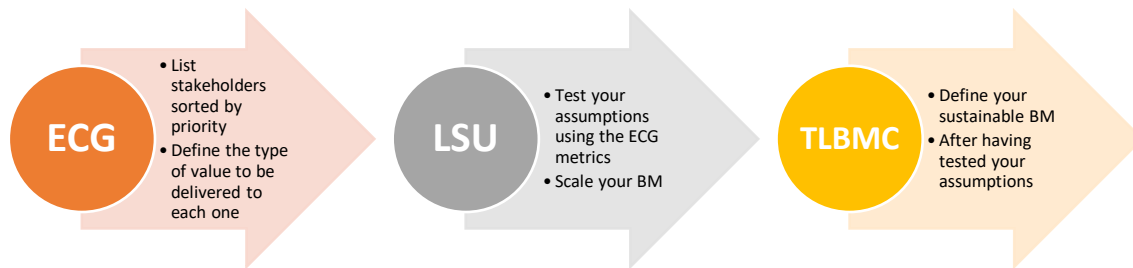 ECG
• List
stakeholders
sorted by
priority
• Define the type
of value to be
delivered to
each one
LSU
• Test your
assumptions
using the ECG
metrics
• Scale your BM
TLBMC
• Define your
sustainable BM
• After having
tested your
assumptions